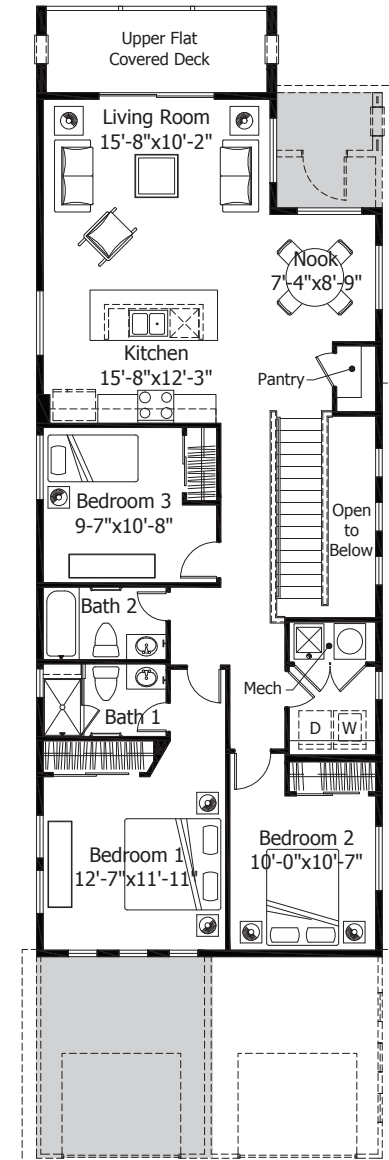 Upper Flat
Covered Deck
Living Room
15'-8"x10'-2"
Nook
7'-4"x8'-9"
Kitchen
15'-8"x12'-3"
Pantry
Bedroom 3
9-7"x10'-8"
Open
to
Below
Bath 2
Mech
Bath 1
D
W
Bedroom 1
12'-7"x11'-11"
Bedroom 2
10'-0"x10'-7"